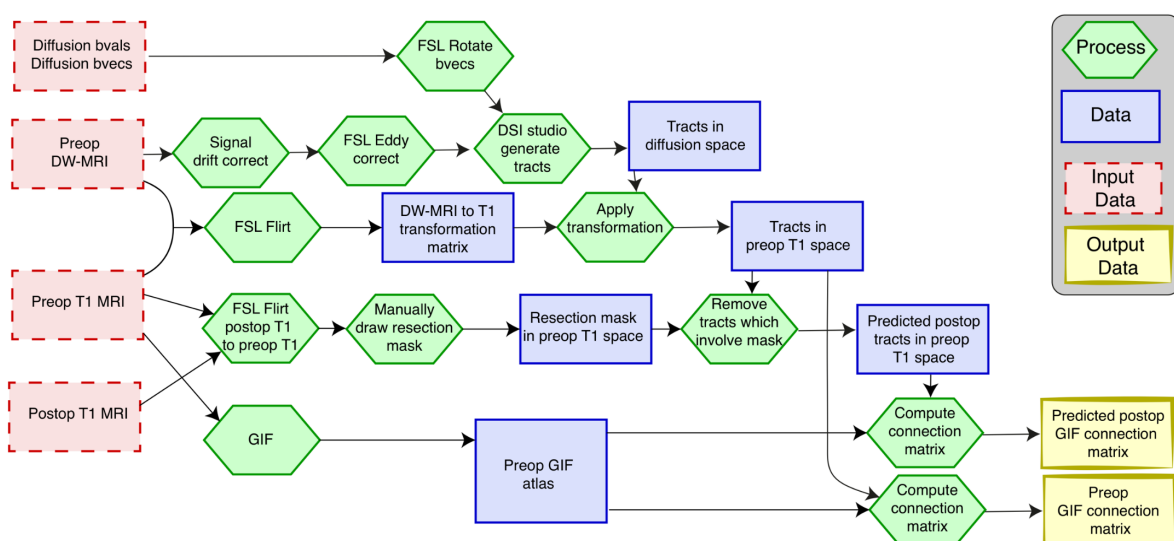 Diffusion bvals
Diffusion bvecs
FSL Rotate
bvecs
Process
Data
Input
Data
Output
Data
Preop
DW-MRI
Signal
drift correct
FSL Eddy
correct
DSI studio
generate
tracts
Tracts in
diffusion space
FSL Flirt
DW-MRI to T1
transformation
matrix
Apply
transformation
Tracts in
preop T1 space
Preop T1 MRI
FSL Flirt
postop T1
to preop T1
Manually
draw resection
mask
Resection mask
in preop T1 space
Remove
tracts which
involve mask
Predicted postop
tracts in preop
T1 space
Postop T1 MRI
GIF
Preop GIF
atlas
Compute
connection
matrix
Predicted postop
GIF connection
matrix
Compute
connection
matrix
Preop
GIF connection
matrix